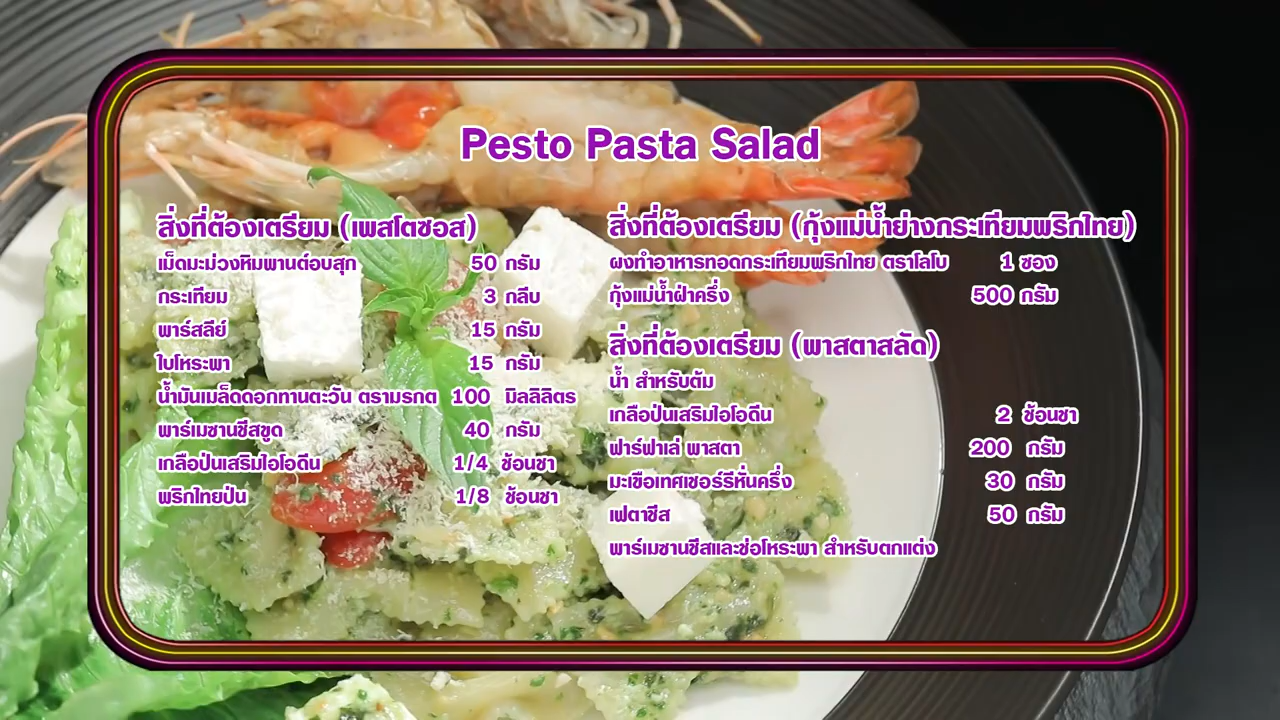 Pesto Pasta Salad
สิ่งที่ต้องเตรียม (เพสโตซอส)
เม็ดมะม่วงหิมพานต์อบสุก 50 กรัม
กระเทียม 3 กลีบ
พาร์สลีย์ 15 กรัม
ใบโหระพา 15 กรัม
น้ำมันเมล็ดดอกทานตะวัน ตรามรกต 100 มิลลิลิตร
พาร์เมซานชีสขูด 40 กรัม
เกลือป่นเสริมไอโอดีน 1/4 ช้อนชา
พริกไทยป่น 1/8 ช้อนชา
สิ่งที่ต้องเตรียม (กุ้งแม่น้ำย่างกระเทียมพริกไทย)
ผงทำอาหารทอดกระเทียมพริกไทย ตราโลโบ 1 ซอง
กุ้งแม่น้ำผ่าครึ่ง 500 กรัม
สิ่งที่ต้องเตรียม (พาสตาสลัด)
น้ำ สำหรับต้ม
เกลือป่นเสริมไอโอดีน 2 ช้อนชา
ฟาร์ฟาเล่ พาสตา 200 กรัม
มะเขือเทศเชอร์รีหั่นครึ่ง 30 กรัม
เฟตาชีส 50 กรัม
พาร์เมซานชีสและช่อโหระพา สำหรับตกแต่ง